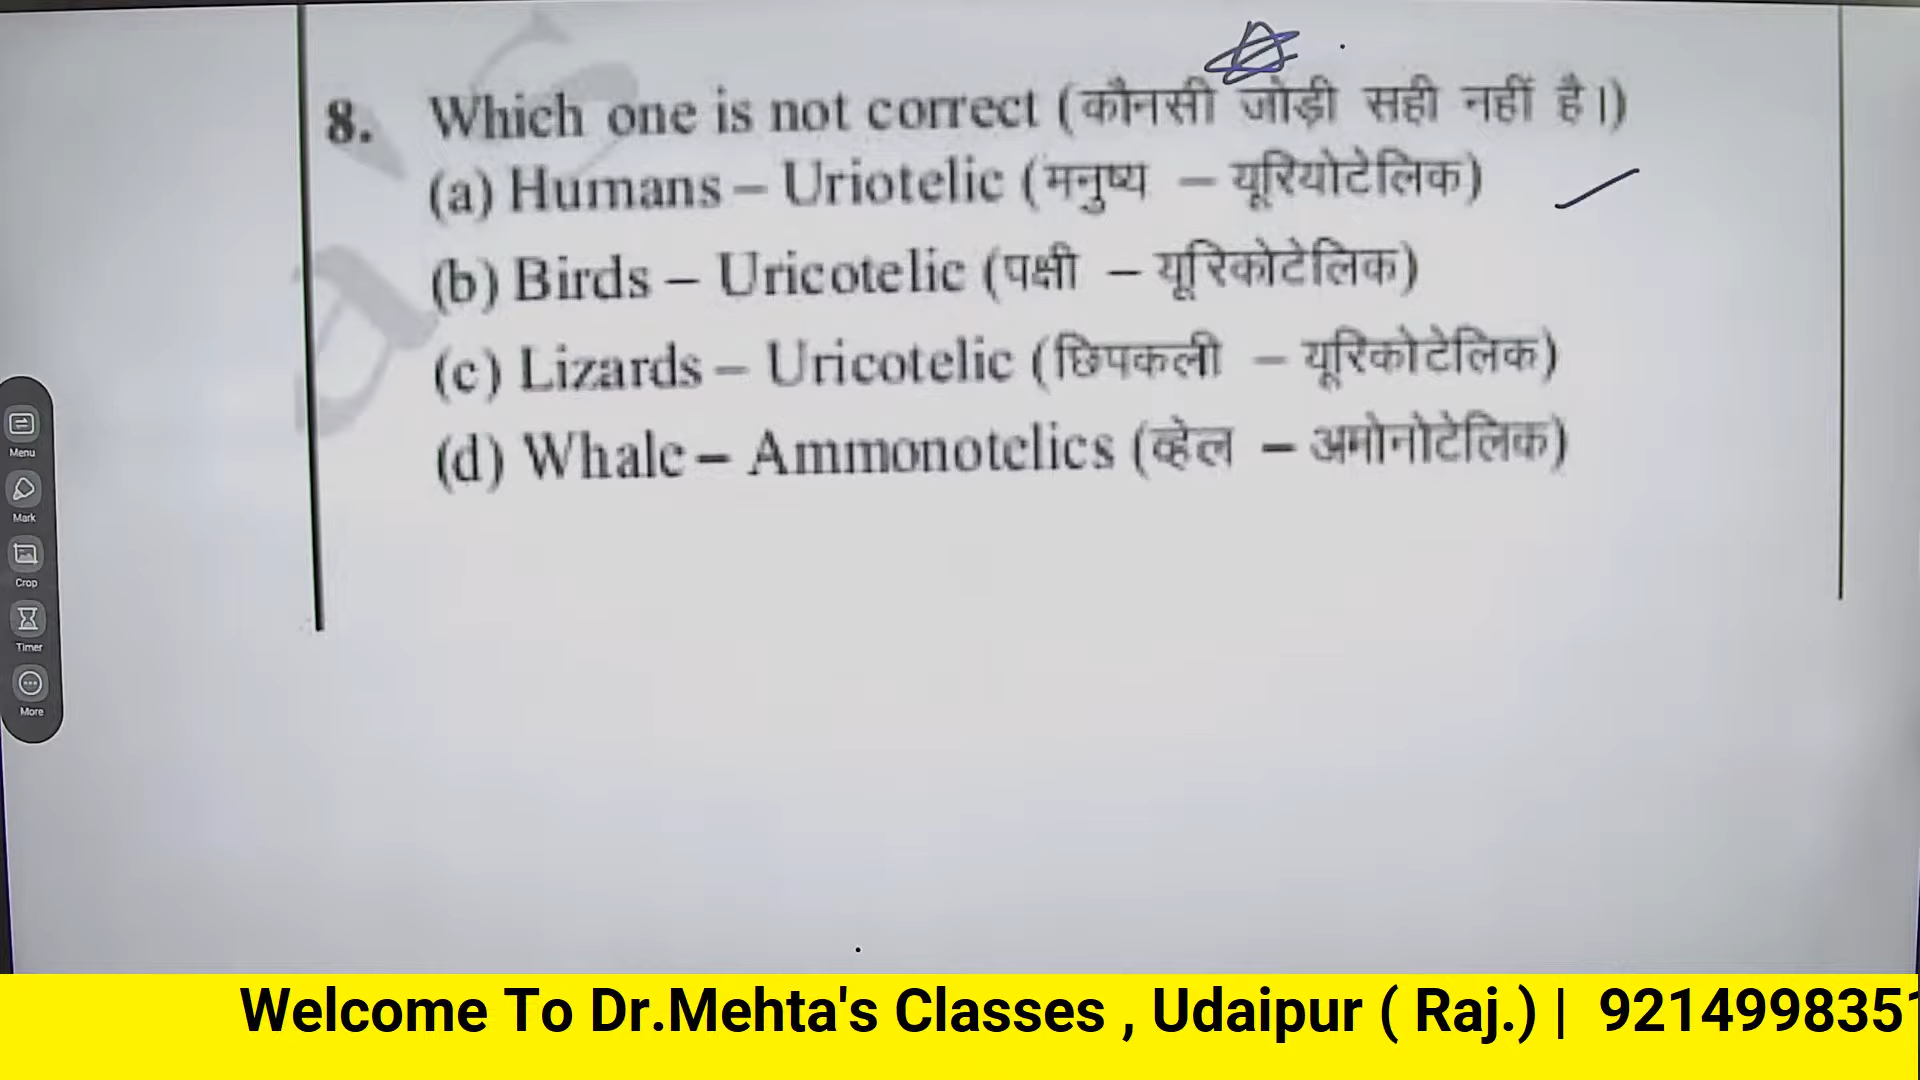 8. Which one is not correct (कौनसी जोड़ी सही नहीं है।)
(a) Humans – Uriotelic (मनुष्य – यूरियोटेलिक)
(b) Birds – Uricotelic (पक्षी – यूरिकोटेलिक)
(c) Lizards – Uricotelic (छिपकली – यूरिकोटेलिक)
(d) Whale – Ammonotelics (व्हेल – अमोनोटेलिक)
Menu
Mark
Crop
Timer
More
Welcome To Dr.Mehta's Classes , Udaipur ( Raj.) | 9214998351